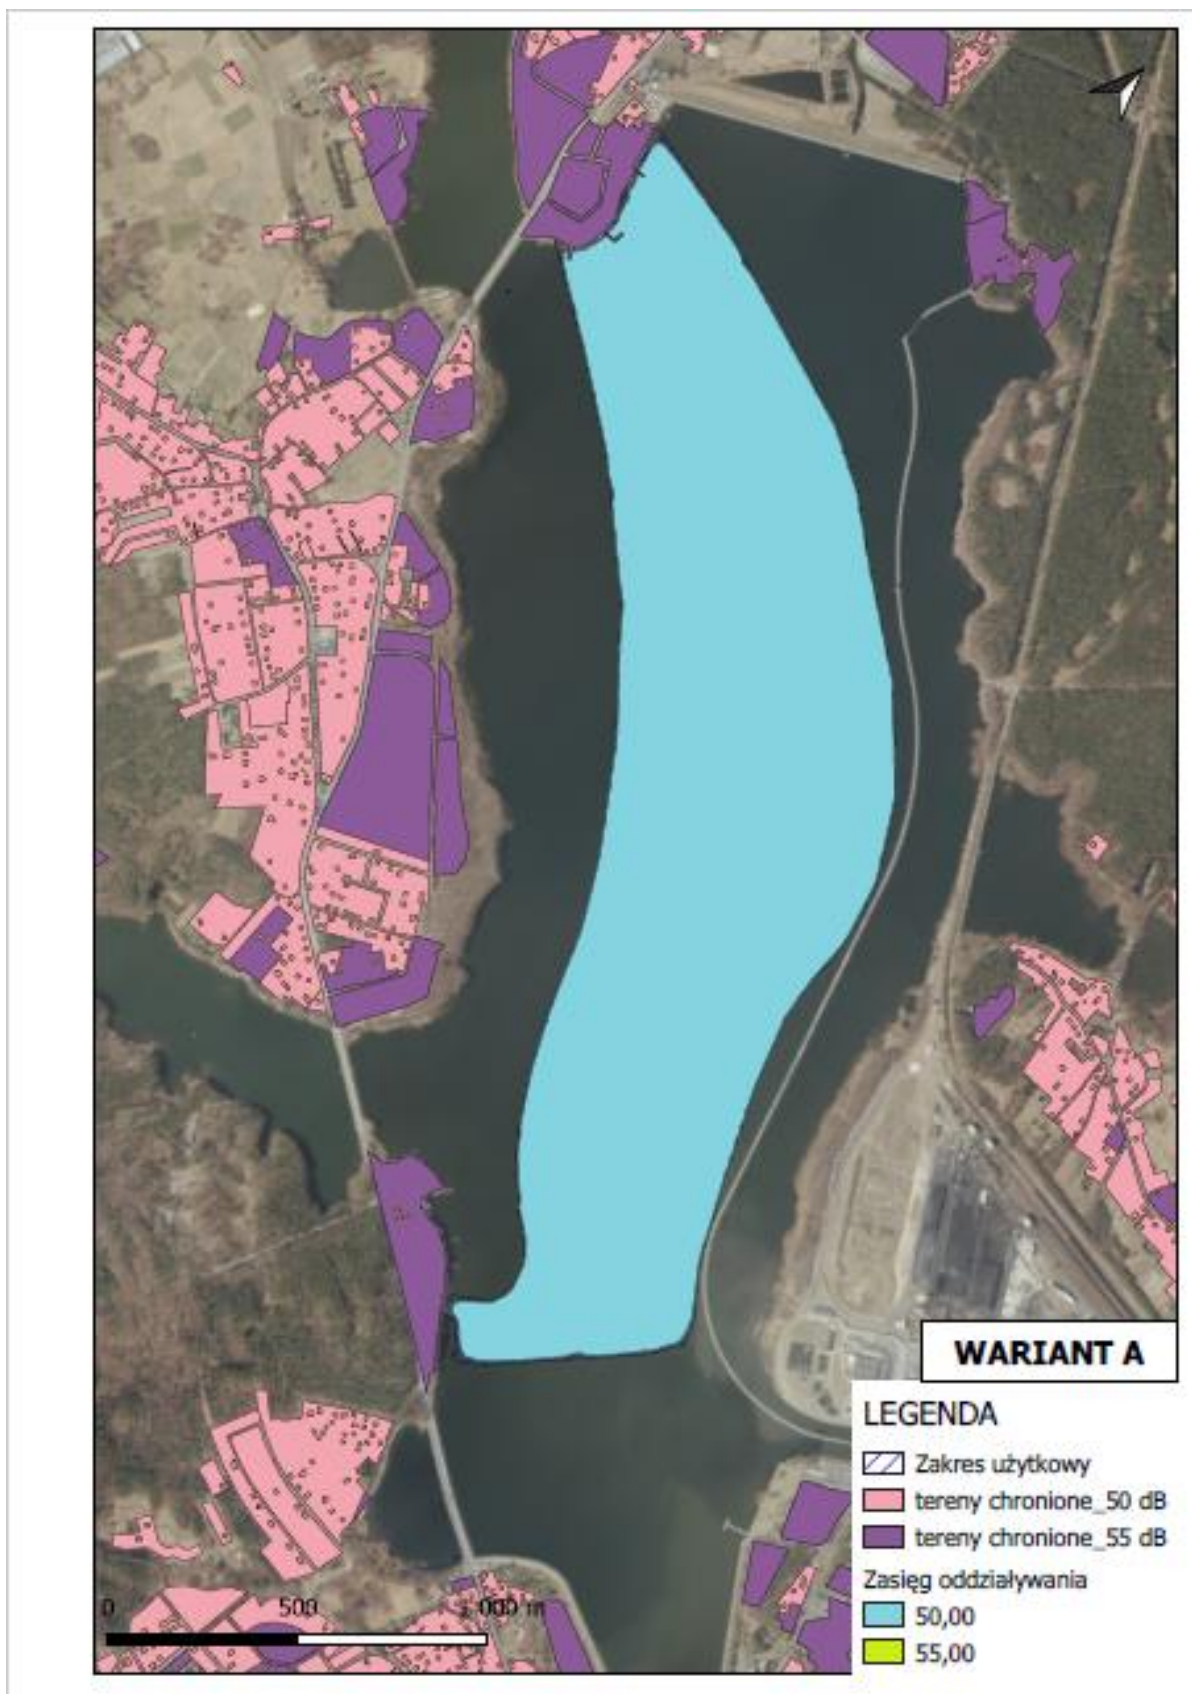 WARIANT A
LEGENDA
Zakres użytkowy
tereny chronione_50 dB
tereny chronione_55 dB
Zasięg oddziaływania
50,00
55,00
0 500 1 000 m